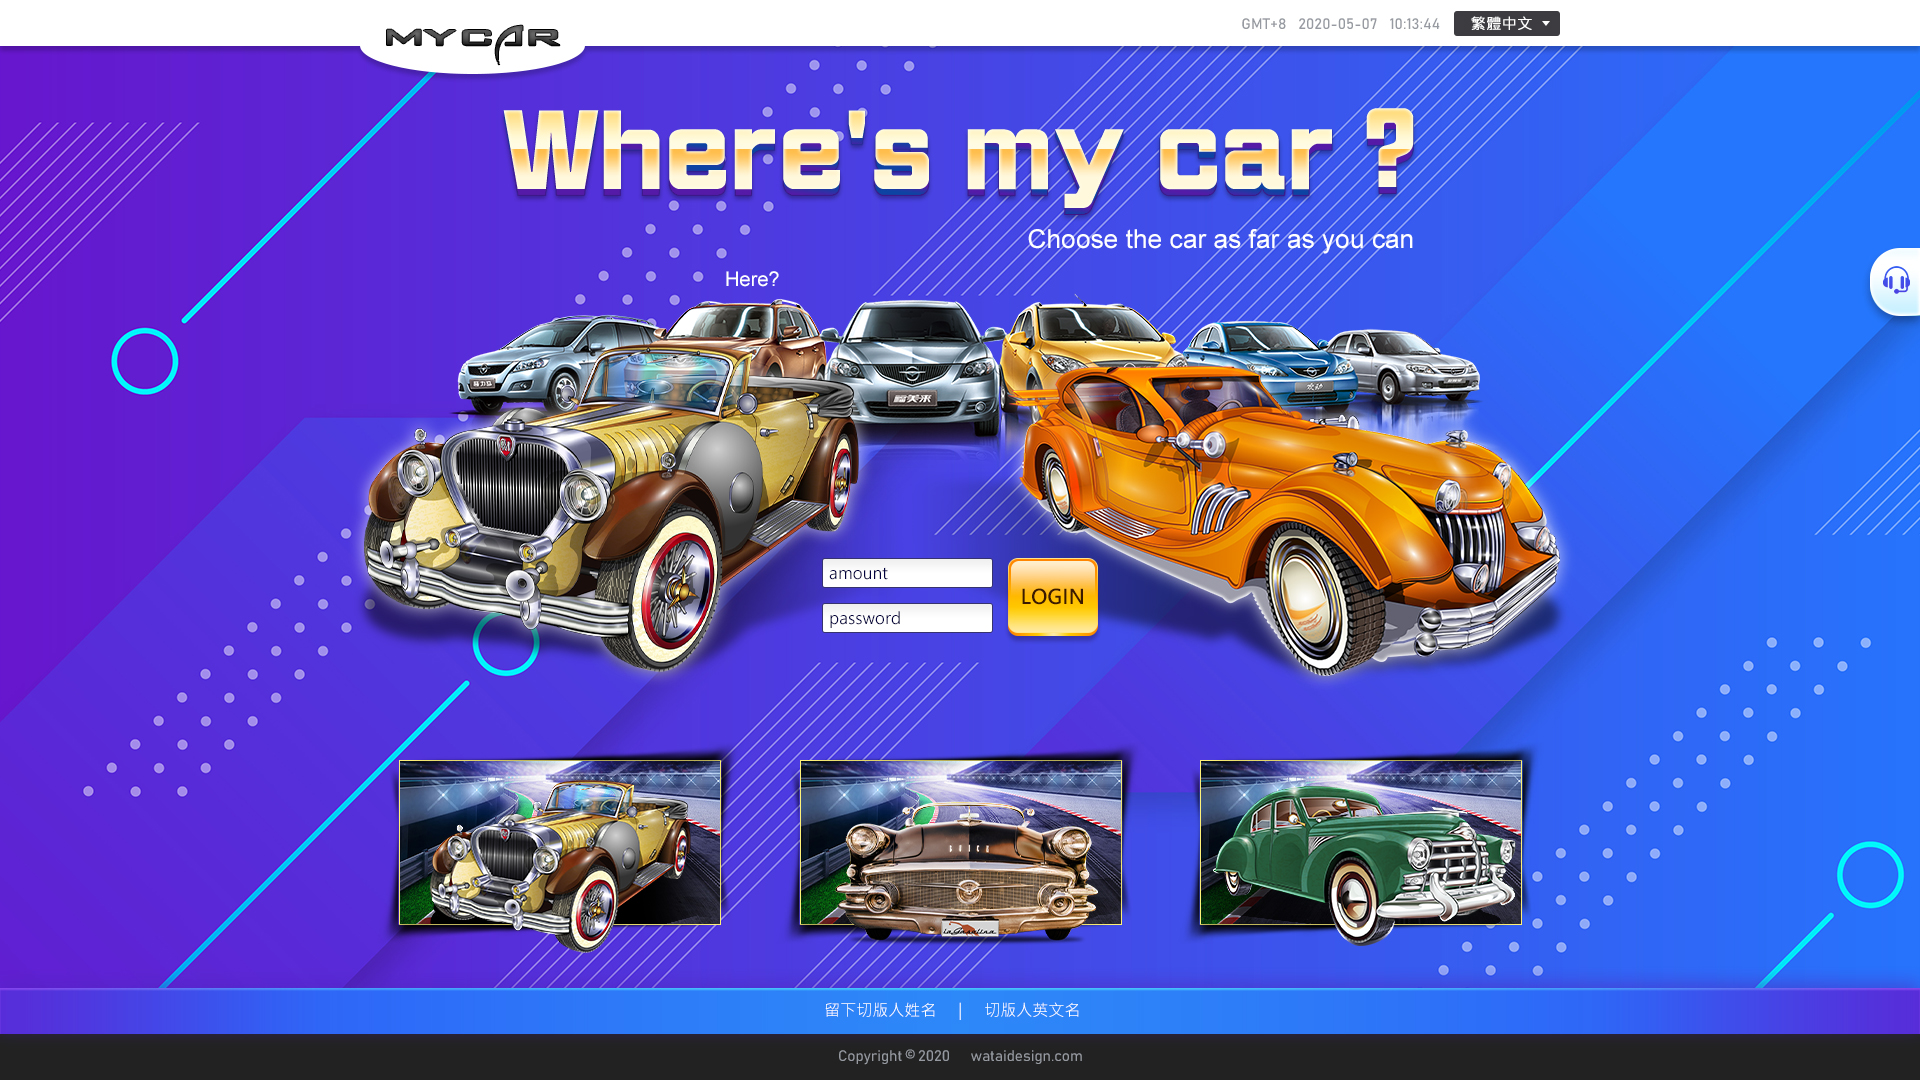 MYCAR
GMT+8 2020-05-07 10:13:44
繁體中文
Where's my car ?
Choose the car as far as you can
Here?
amount
password
LOGIN
留下切版人姓名 | 切版人英文名
Copyright © 2020 wataidesign.com